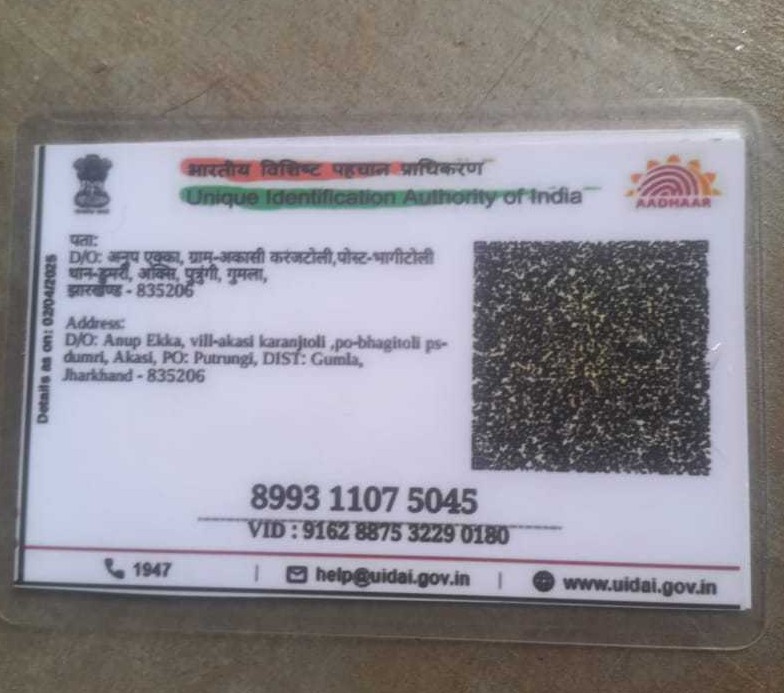 भारतीय विशिष्ट पहचान प्राधिकरण
Unique Identification Authority of India
AADHAAR
पता:
D/O: अनुप एक्का, ग्राम-अकासी करंजटोली,पोस्ट-भागीटोली
थान-डुमरी, अक्सि, पुत्रुंगी, गुमला,
झारखण्ड - 835206
Address:
D/O: Anup Ekka, vill-akasi karanjtoli ,po-bhagitoli ps-
dumri, Akasi, PO: Putrungi, DIST: Gumla,
Jharkhand - 835206
Details as on: 02/04/2025
8993 1107 5045
VID : 9162 8875 3229 0180
1947 | help@uidai.gov.in | www.uidai.gov.in